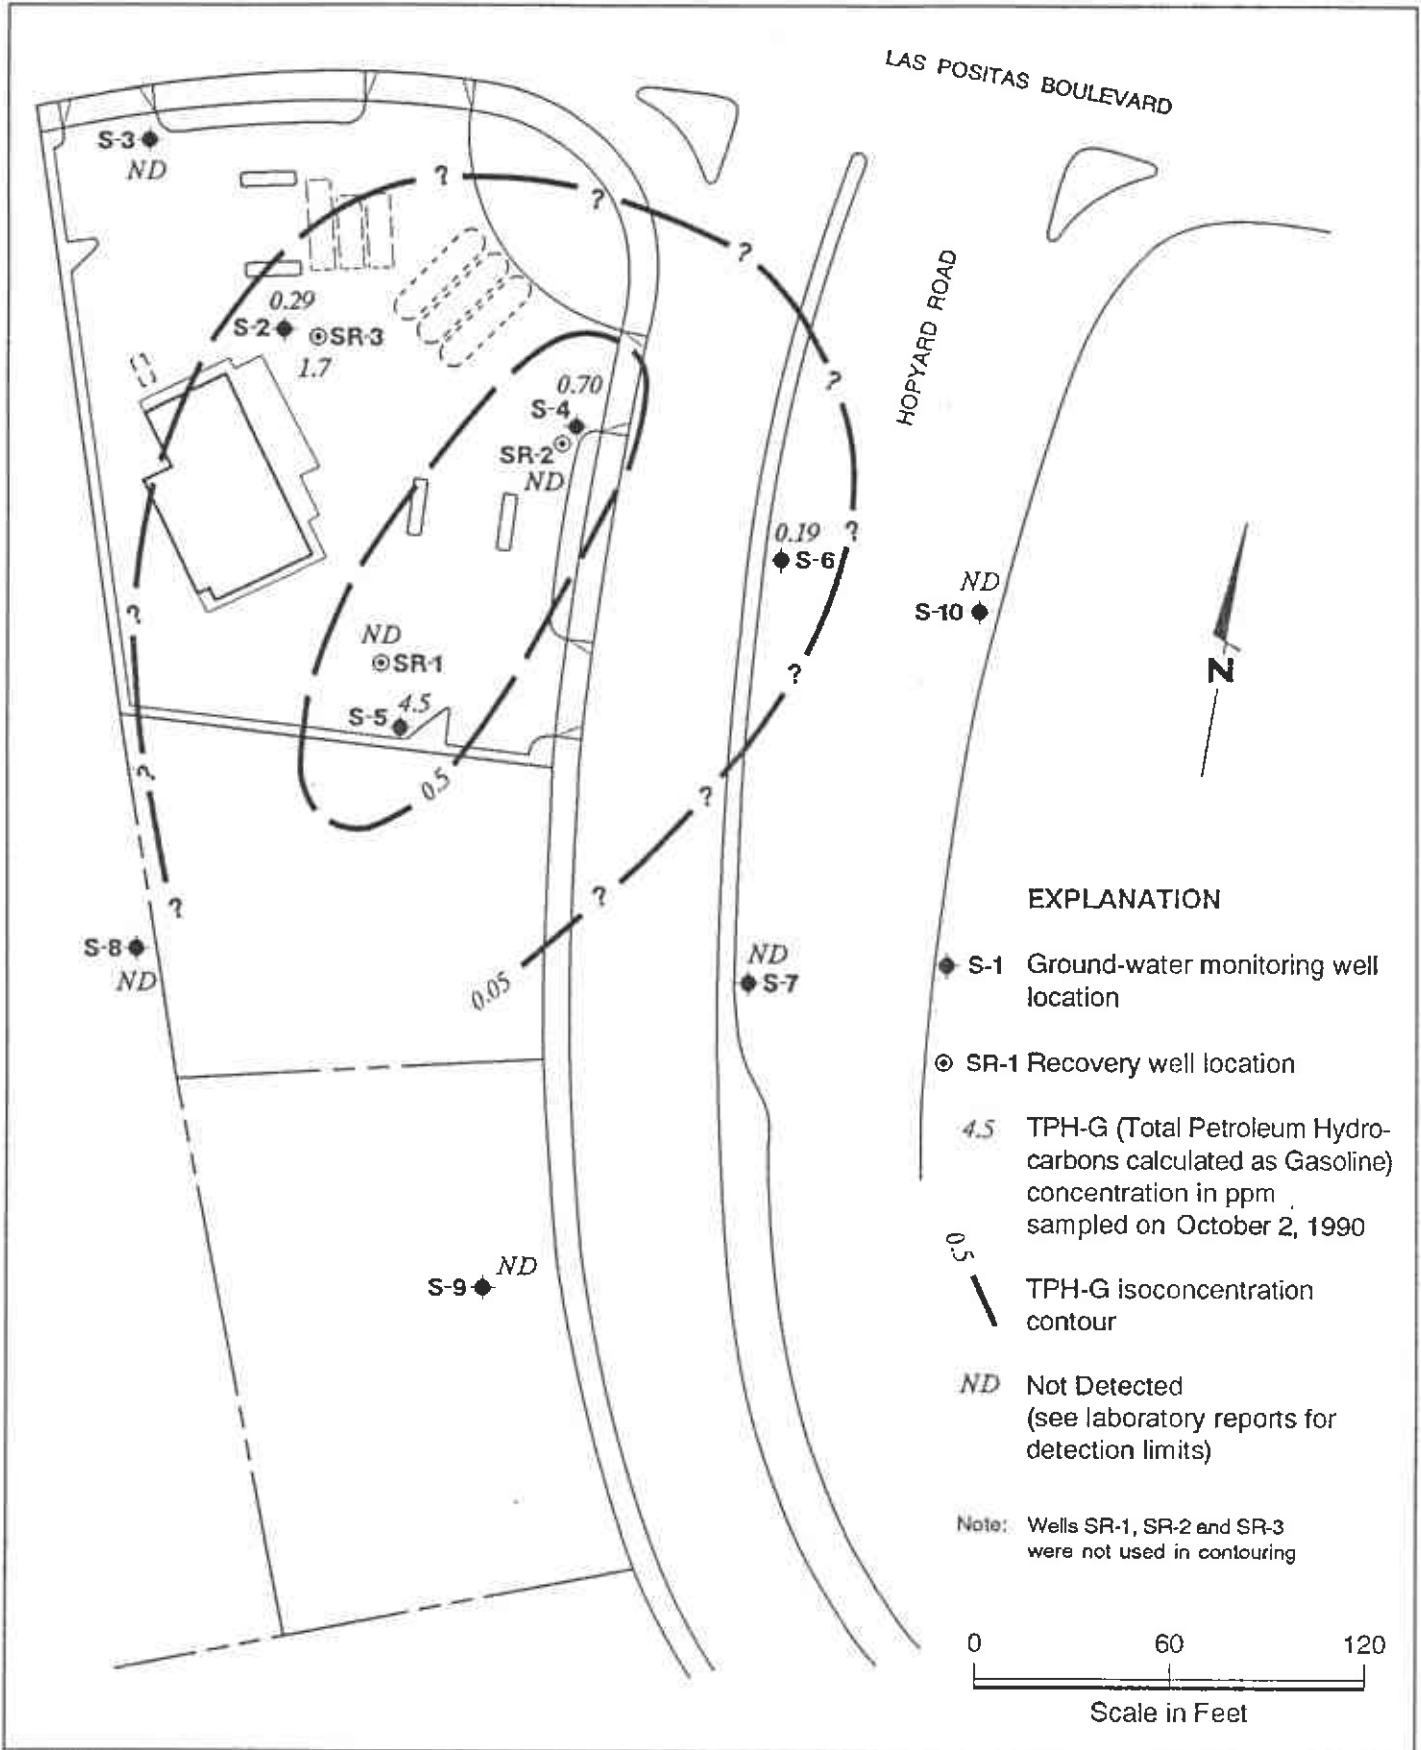 LAS POSITAS BOULEVARD
S-3
ND
?
?
?
HOPYARD ROAD
0.29
S-2
SR-3
1.7
?
0.70
S-4
SR-2
ND
0.19
?
S-6
ND
S-10
?
ND
SR-1
N
?
4.5
S-5
?
0.5
?
?
?
EXPLANATION
S-8
ND
0.05
ND
S-7
S-1 Ground-water monitoring well
location
SR-1 Recovery well location
4.5 TPH-G (Total Petroleum Hydro-
carbons calculated as Gasoline)
concentration in ppm
sampled on October 2, 1990
0.5
TPH-G isoconcentration
contour
S-9
ND
ND Not Detected
(see laboratory reports for
detection limits)
Note: Wells SR-1, SR-2 and SR-3
were not used in contouring
0 60 120
Scale in Feet